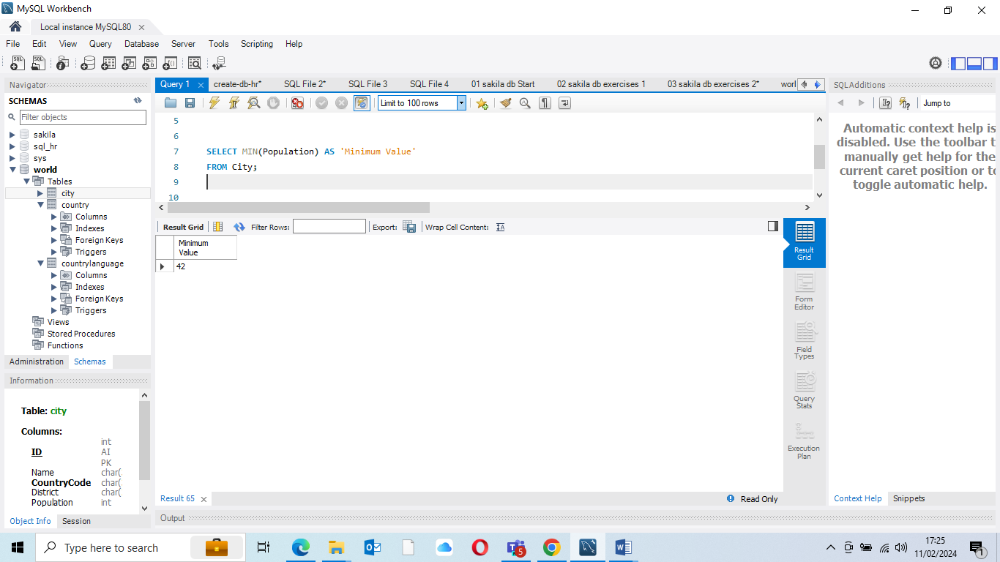 MySQL Workbench
Local instance MySQL80
File Edit View Query Database Server Tools Scripting Help
Navigator
SCHEMAS
Filter objects
sakila
sql_hr
sys
world
Tables
city
country
Columns
Indexes
Foreign Keys
Triggers
countrylanguage
Columns
Indexes
Foreign Keys
Triggers
Views
Stored Procedures
Functions
Administration Schemas
Information
Table: city
Columns:
int
ID AI
PK
Name char(
CountryCode char(
District char(
Population int
Object Info Session
Query 1 create-db-hr* SQL File 2* SQL File 3 SQL File 4 01 sakila db Start 02 sakila db exercises 1 03 sakila db exercises 2* worl
Limit to 100 rows
5
6
7 SELECT MIN(Population) AS 'Minimum Value'
8 FROM City;
9
10
Result Grid Filter Rows: Export: Wrap Cell Content:
Minimum
Value
42
Result
Grid
Form
Editor
Field
Types
Query
Stats
Execution
Plan
Result 65
Read Only
Output
SQLAdditions
Jump to
Automatic context help is
disabled. Use the toolbar t
manually get help for the
current caret position or to
toggle automatic help.
Context Help Snippets
Type here to search
5
17:25
11/02/2024
1